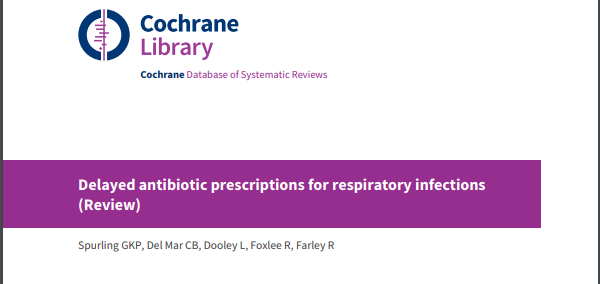 Cochrane
Library
Cochrane Database of Systematic Reviews
Delayed antibiotic prescriptions for respiratory infections
(Review)
Spurling GKP, Del Mar CB, Dooley L, Foxlee R, Farley R